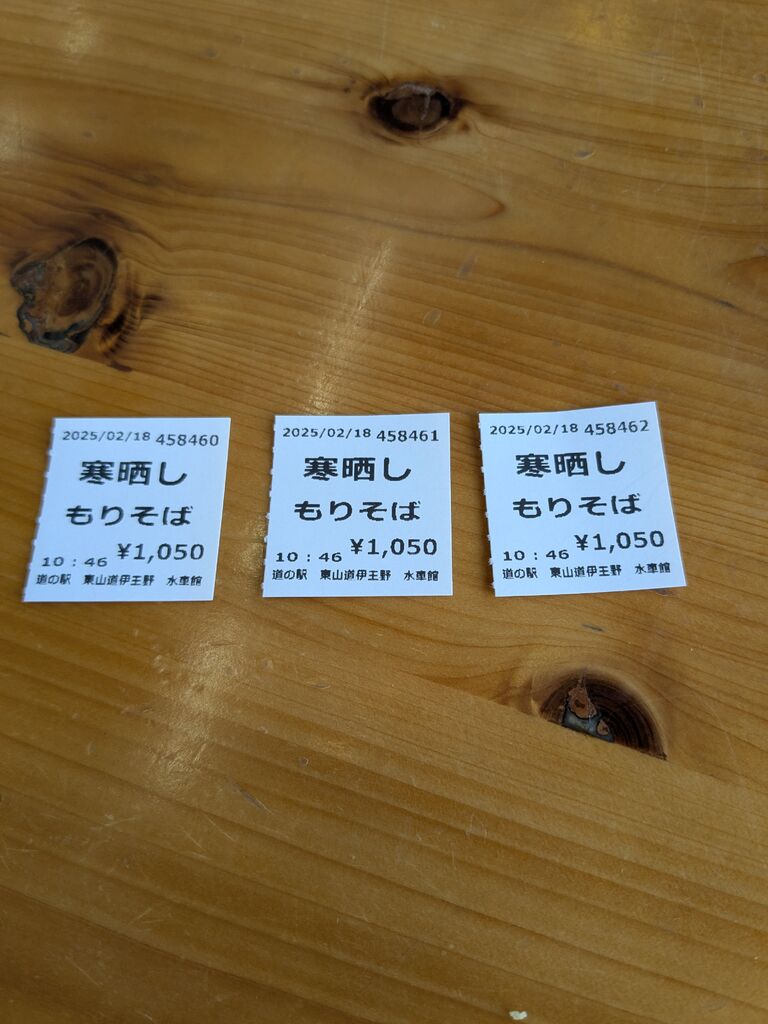 2025/02/18 458460
寒晒し
もりそば
10：46 ¥1,050
道の駅　東山道伊王野　水車館
2025/02/18 458461
寒晒し
もりそば
10：46 ¥1,050
道の駅　東山道伊王野　水車館
2025/02/18 458462
寒晒し
もりそば
10：46 ¥1,050
道の駅　東山道伊王野　水車館